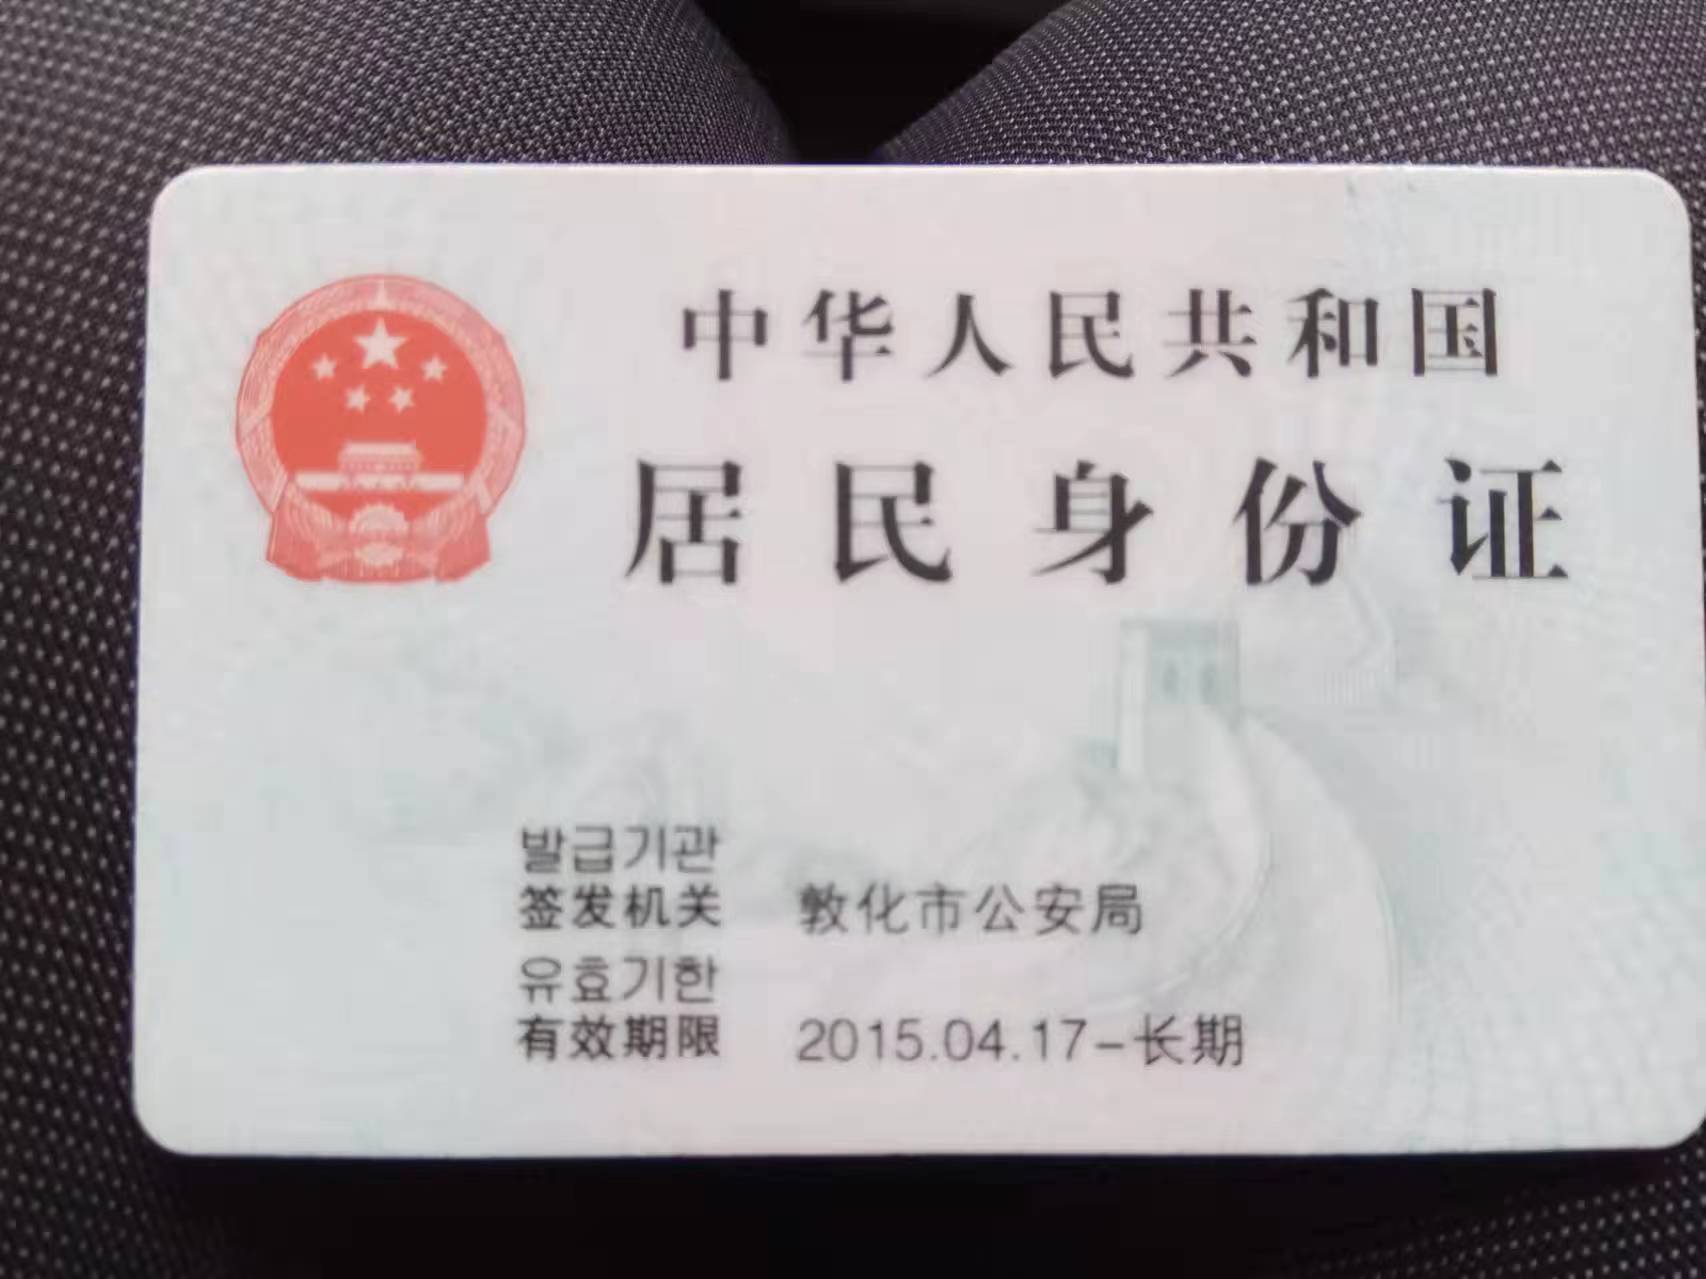 中华人民共和国
居民身份证
발급기관
签发机关 敦化市公安局
유효기한
有效期限 2015.04.17-长期